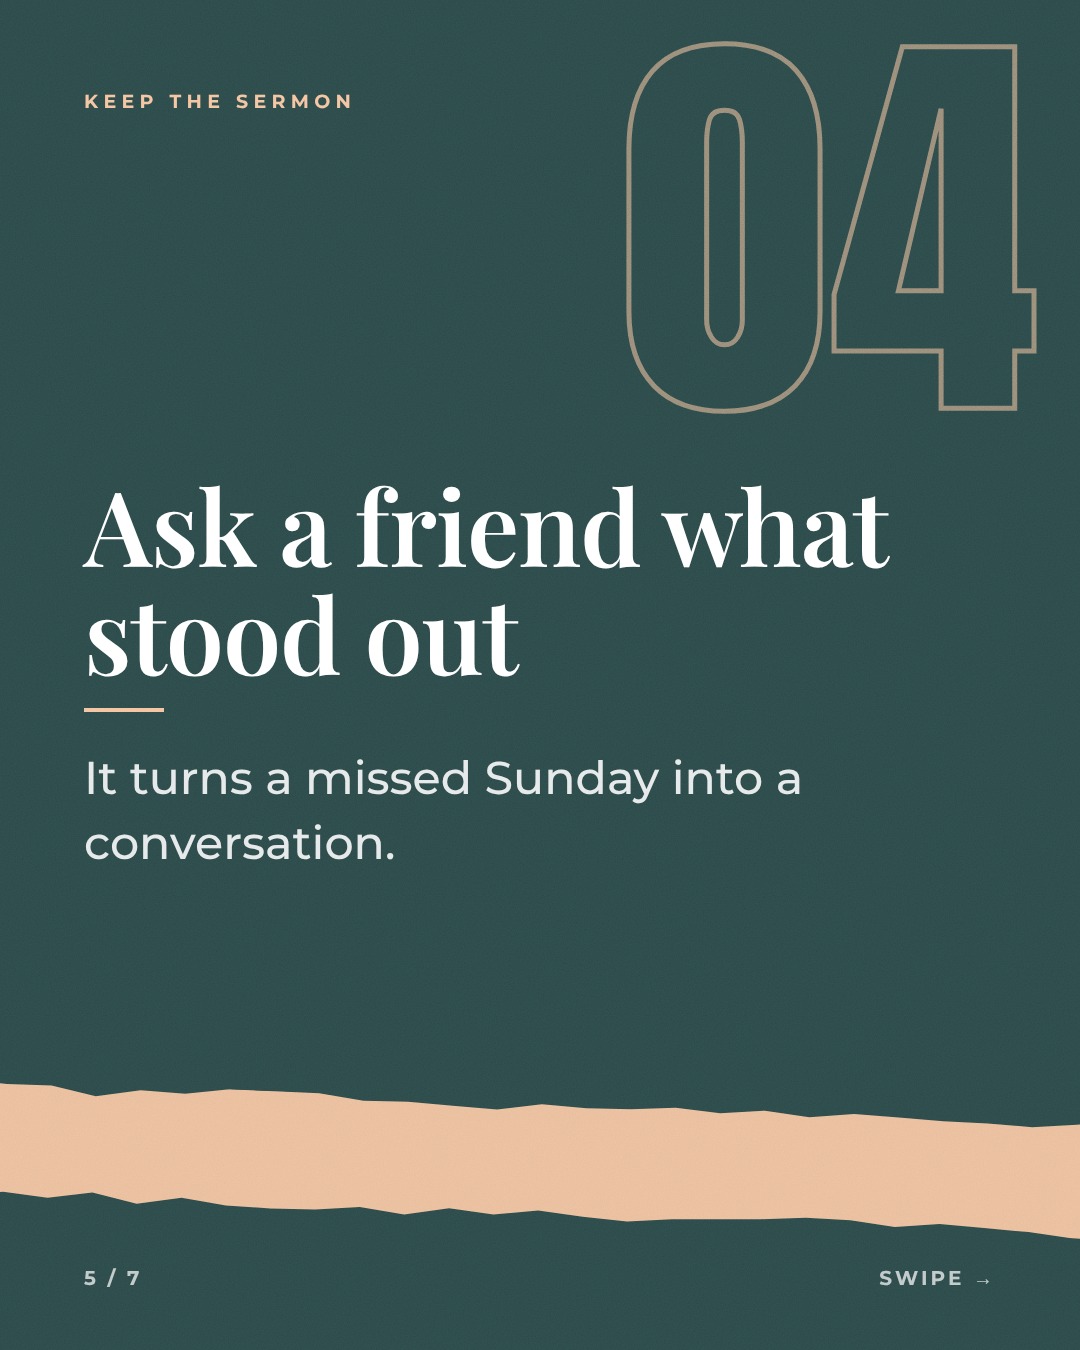 KEEP THE SERMON
04
Ask a friend what
stood out
It turns a missed Sunday into a
conversation.
5 / 7
SWIPE →